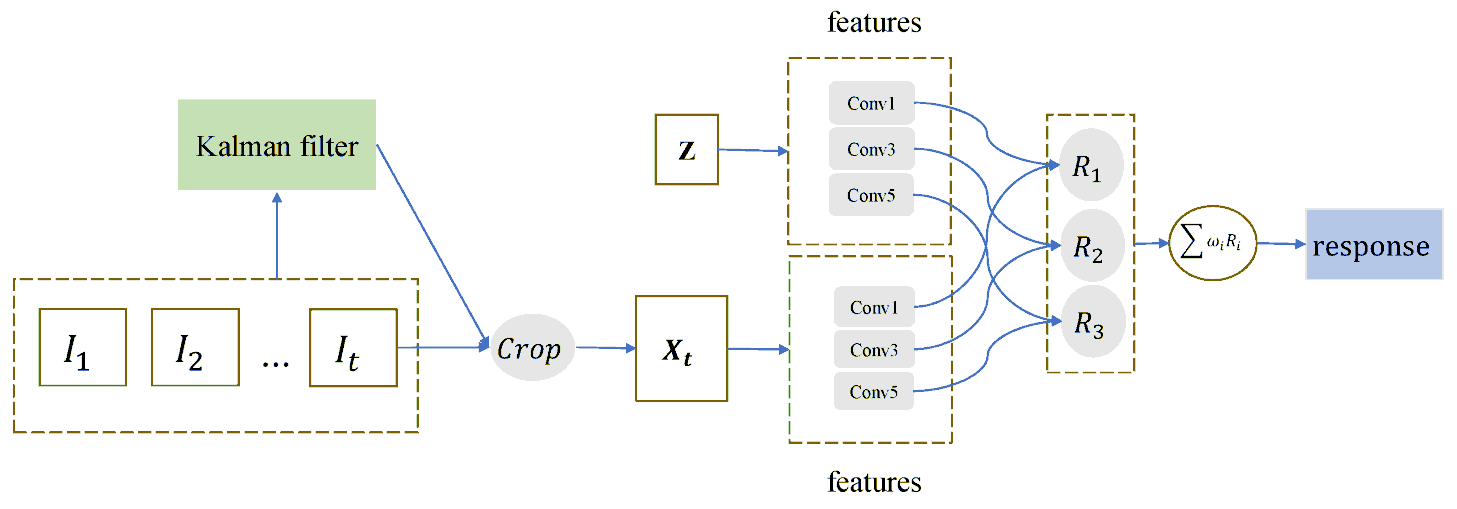 features
Conv1
Conv3
Conv5
Z
Kalman filter
R₁
R₂
R₃
∑ ωᵢRᵢ
response
I₁
I₂
...
Iₜ
Crop
Xₜ
Conv1
Conv3
Conv5
features